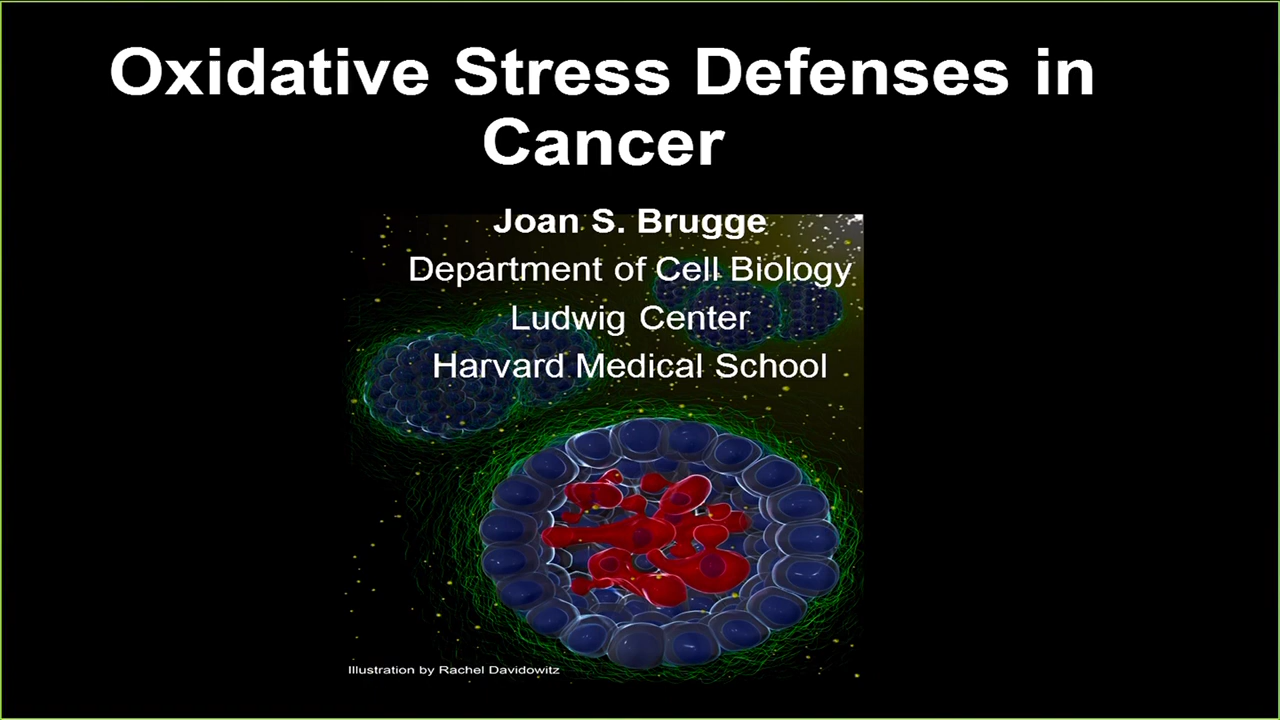 Oxidative Stress Defenses in
Cancer
Joan S. Brugge
Department of Cell Biology
Ludwig Center
Harvard Medical School
Illustration by Rachel Davidowitz